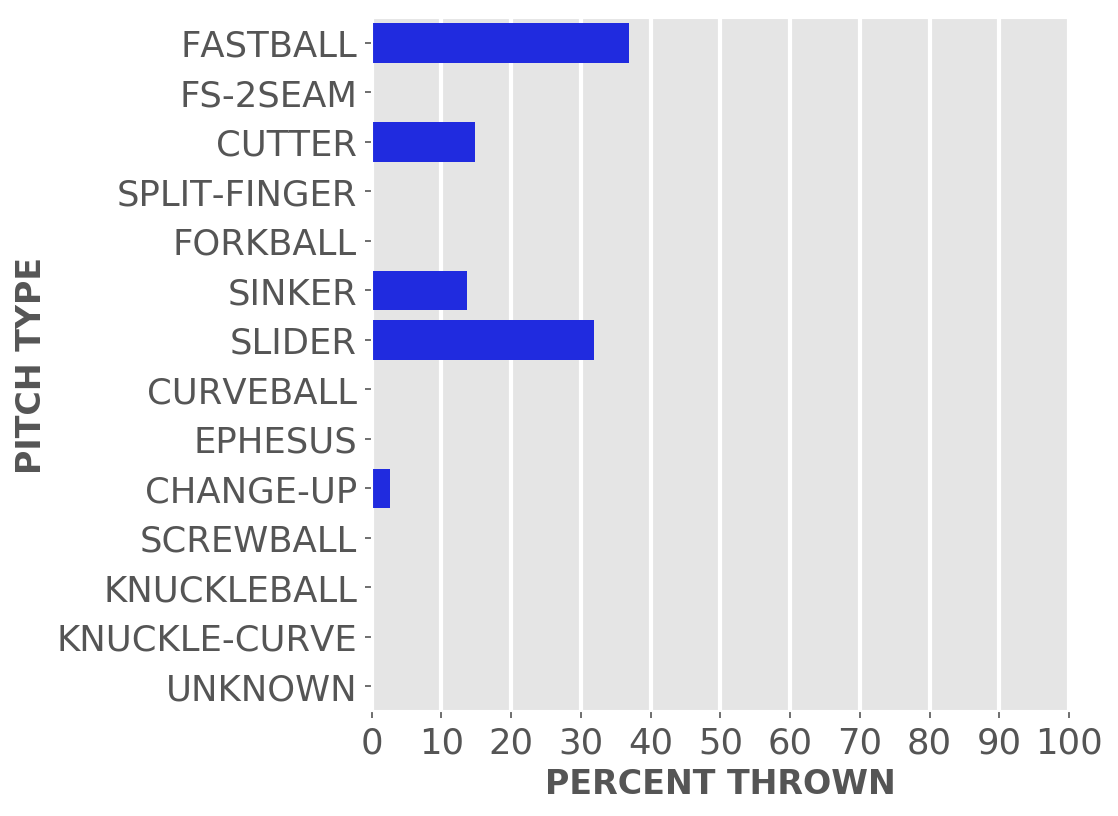 FASTBALL
FS-2SEAM
CUTTER
SPLIT-FINGER
FORKBALL
SINKER
SLIDER
CURVEBALL
EPHESUS
CHANGE-UP
SCREWBALL
KNUCKLEBALL
KNUCKLE-CURVE
UNKNOWN
PITCH TYPE
0 10 20 30 40 50 60 70 80 90 100
PERCENT THROWN